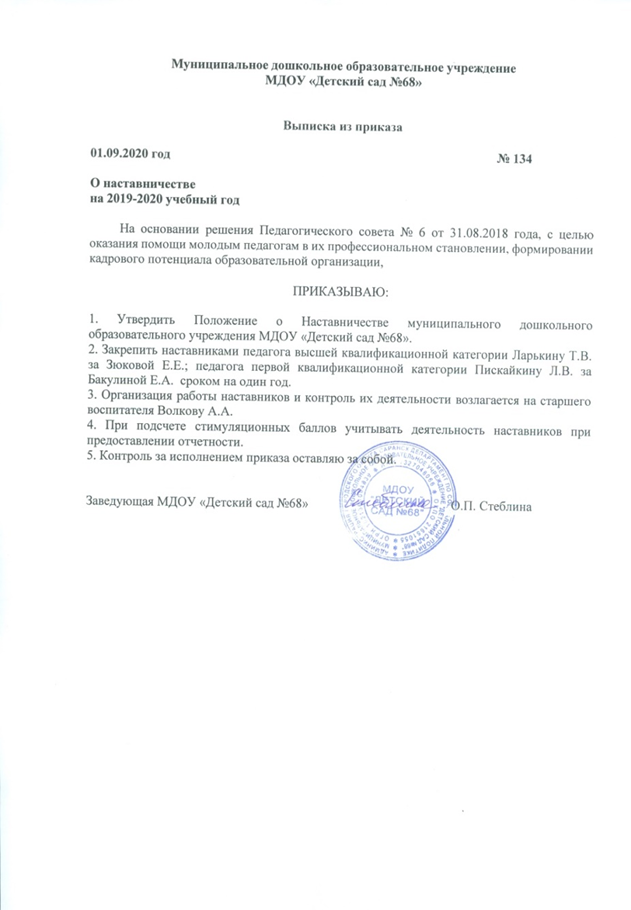 Муниципальное дошкольное образовательное учреждение
МДОУ «Детский сад №68»
Выписка из приказа
01.09.2020 год
№ 134
О наставничестве
на 2019-2020 учебный год
На основании решения Педагогического совета № 6 от 31.08.2018 года, с целью
оказания помощи молодым педагогам в их профессиональном становлении, формировании
кадрового потенциала образовательной организации,
ПРИКАЗЫВАЮ:
1. Утвердить Положение о Наставничестве муниципального дошкольного
образовательного учреждения МДОУ «Детский сад №68».
2. Закрепить наставниками педагога высшей квалификационной категории Ларькину Т.В.
за Зюковой Е.Е.; педагога первой квалификационной категории Пискайкину Л.В. за
Бакулиной Е.А. сроком на один год.
3. Организация работы наставников и контроль их деятельности возлагается на старшего
воспитателя Волкову А.А.
4. При подсчете стимуляционных баллов учитывать деятельность наставников при
предоставлении отчетности.
5. Контроль за исполнением приказа оставляю за собой.
Заведующая МДОУ «Детский сад №68»
О.П. Стеблина
МДОУ
"ДЕТСКИЙ
САД №68"